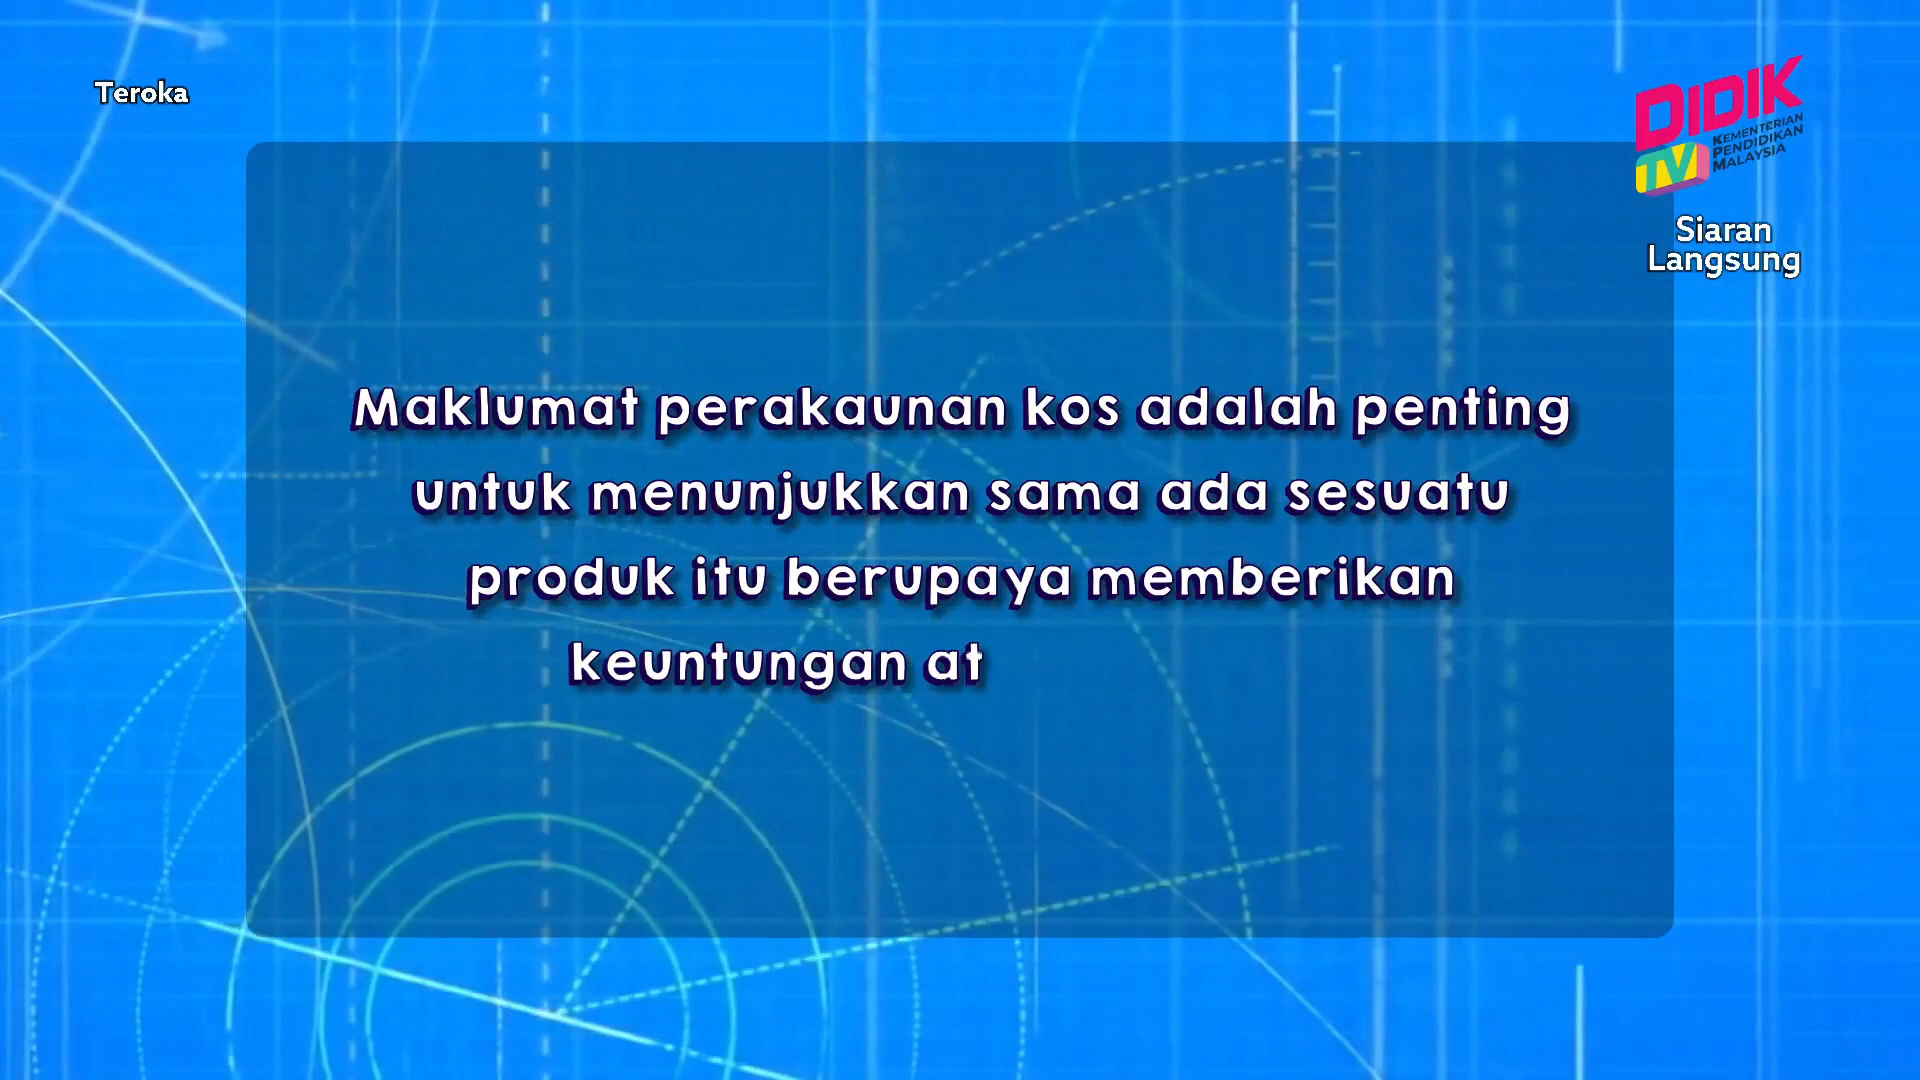 Teroka
DIDIK
TV
KEMENTERIAN
PENDIDIKAN
MALAYSIA
Siaran
Langsung
Maklumat perakaunan kos adalah penting
untuk menunjukkan sama ada sesuatu
produk itu berupaya memberikan
keuntungan at